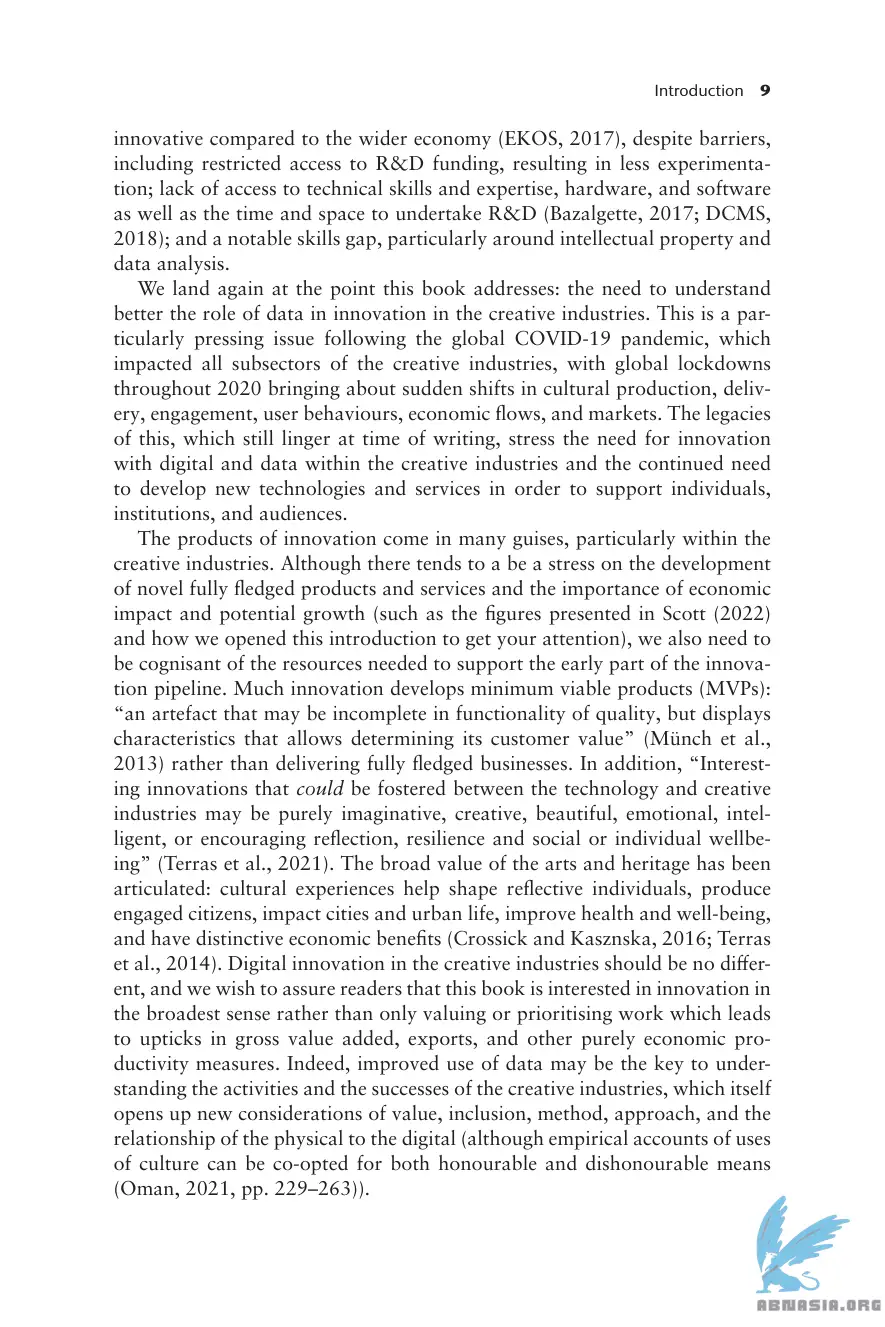 Introduction 9
innovative compared to the wider economy (EKOS, 2017), despite barriers,
including restricted access to R&D funding, resulting in less experimenta-
tion; lack of access to technical skills and expertise, hardware, and software
as well as the time and space to undertake R&D (Bazalgette, 2017; DCMS,
2018); and a notable skills gap, particularly around intellectual property and
data analysis.
We land again at the point this book addresses: the need to understand
better the role of data in innovation in the creative industries. This is a par-
ticularly pressing issue following the global COVID-19 pandemic, which
impacted all subsectors of the creative industries, with global lockdowns
throughout 2020 bringing about sudden shifts in cultural production, deliv-
ery, engagement, user behaviours, economic flows, and markets. The legacies
of this, which still linger at time of writing, stress the need for innovation
with digital and data within the creative industries and the continued need
to develop new technologies and services in order to support individuals,
institutions, and audiences.
The products of innovation come in many guises, particularly within the
creative industries. Although there tends to a be a stress on the development
of novel fully fledged products and services and the importance of economic
impact and potential growth (such as the figures presented in Scott (2022)
and how we opened this introduction to get your attention), we also need to
be cognisant of the resources needed to support the early part of the innova-
tion pipeline. Much innovation develops minimum viable products (MVPs):
“an artefact that may be incomplete in functionality of quality, but displays
characteristics that allows determining its customer value” (Münch et al.,
2013) rather than delivering fully fledged businesses. In addition, “Interest-
ing innovations that could be fostered between the technology and creative
industries may be purely imaginative, creative, beautiful, emotional, intel-
ligent, or encouraging reflection, resilience and social or individual wellbe-
ing” (Terras et al., 2021). The broad value of the arts and heritage has been
articulated: cultural experiences help shape reflective individuals, produce
engaged citizens, impact cities and urban life, improve health and well-being,
and have distinctive economic benefits (Crossick and Kasznska, 2016; Terras
et al., 2014). Digital innovation in the creative industries should be no differ-
ent, and we wish to assure readers that this book is interested in innovation in
the broadest sense rather than only valuing or prioritising work which leads
to upticks in gross value added, exports, and other purely economic pro-
ductivity measures. Indeed, improved use of data may be the key to under-
standing the activities and the successes of the creative industries, which itself
opens up new considerations of value, inclusion, method, approach, and the
relationship of the physical to the digital (although empirical accounts of uses
of culture can be co-opted for both honourable and dishonourable means
(Oman, 2021, pp. 229–263)).
ABNASIA.ORG